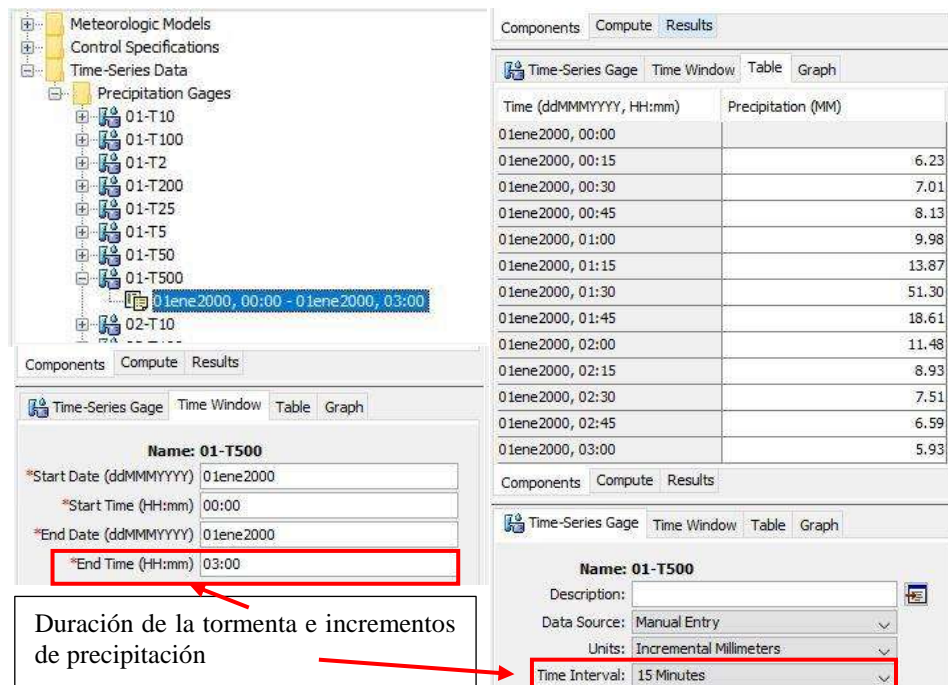 Meteorologic Models
Control Specifications
Time-Series Data
Precipitation Gages
01-T10
01-T100
01-T2
01-T200
01-T25
01-T5
01-T50
01-T500
01ene2000, 00:00 - 01ene2000, 03:00
02-T10
Components Compute Results
Time-Series Gage Time Window Table Graph
Name: 01-T500
*Start Date (ddMMMYYYY) 01ene2000
*Start Time (HH:mm) 00:00
*End Date (ddMMMYYYY) 01ene2000
*End Time (HH:mm) 03:00
Duración de la tormenta e incrementos
de precipitación
Components Compute Results
Time-Series Gage Time Window Table Graph
Time (ddMMMYYYY, HH:mm) Precipitation (MM)
01ene2000, 00:00
01ene2000, 00:15 6.23
01ene2000, 00:30 7.01
01ene2000, 00:45 8.13
01ene2000, 01:00 9.98
01ene2000, 01:15 13.87
01ene2000, 01:30 51.30
01ene2000, 01:45 18.61
01ene2000, 02:00 11.48
01ene2000, 02:15 8.93
01ene2000, 02:30 7.51
01ene2000, 02:45 6.59
01ene2000, 03:00 5.93
Components Compute Results
Time-Series Gage Time Window Table Graph
Name: 01-T500
Description:
Data Source: Manual Entry
Units: Incremental Millimeters
Time Interval: 15 Minutes